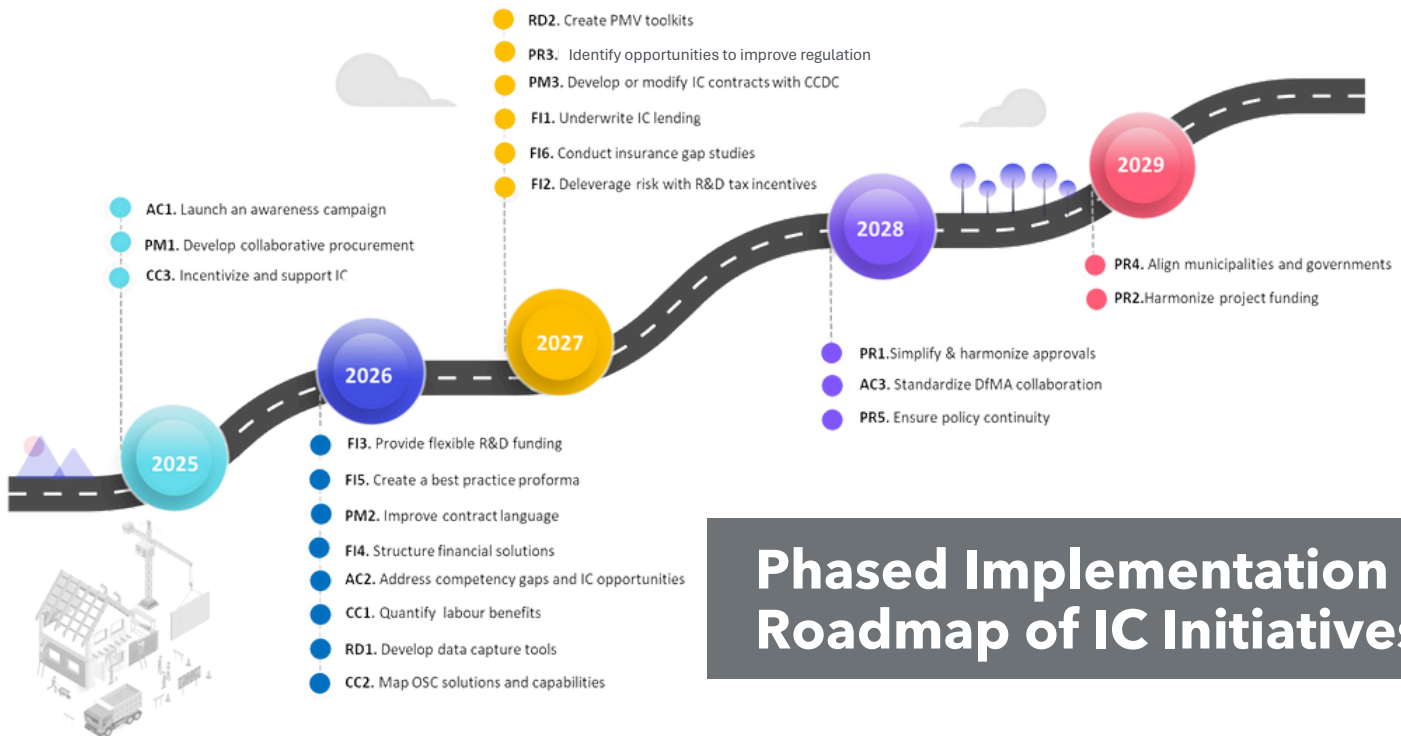 RD2. Create PMV toolkits
PR3. Identify opportunities to improve regulation
PM3. Develop or modify IC contracts with CCDC
FI1. Underwrite IC lending
FI6. Conduct insurance gap studies
FI2. Deleverage risk with R&D tax incentives
2029
AC1. Launch an awareness campaign
PM1. Develop collaborative procurement
CC3. Incentivize and support IC
2028
PR4. Align municipalities and governments
PR2.Harmonize project funding
2027
2026
PR1.Simplify & harmonize approvals
AC3. Standardize DfMA collaboration
PR5. Ensure policy continuity
2025
FI3. Provide flexible R&D funding
FI5. Create a best practice proforma
PM2. Improve contract language
FI4. Structure financial solutions
AC2. Address competency gaps and IC opportunities
CC1. Quantify labour benefits
RD1. Develop data capture tools
CC2. Map OSC solutions and capabilities
Phased Implementation
Roadmap of IC Initiatives